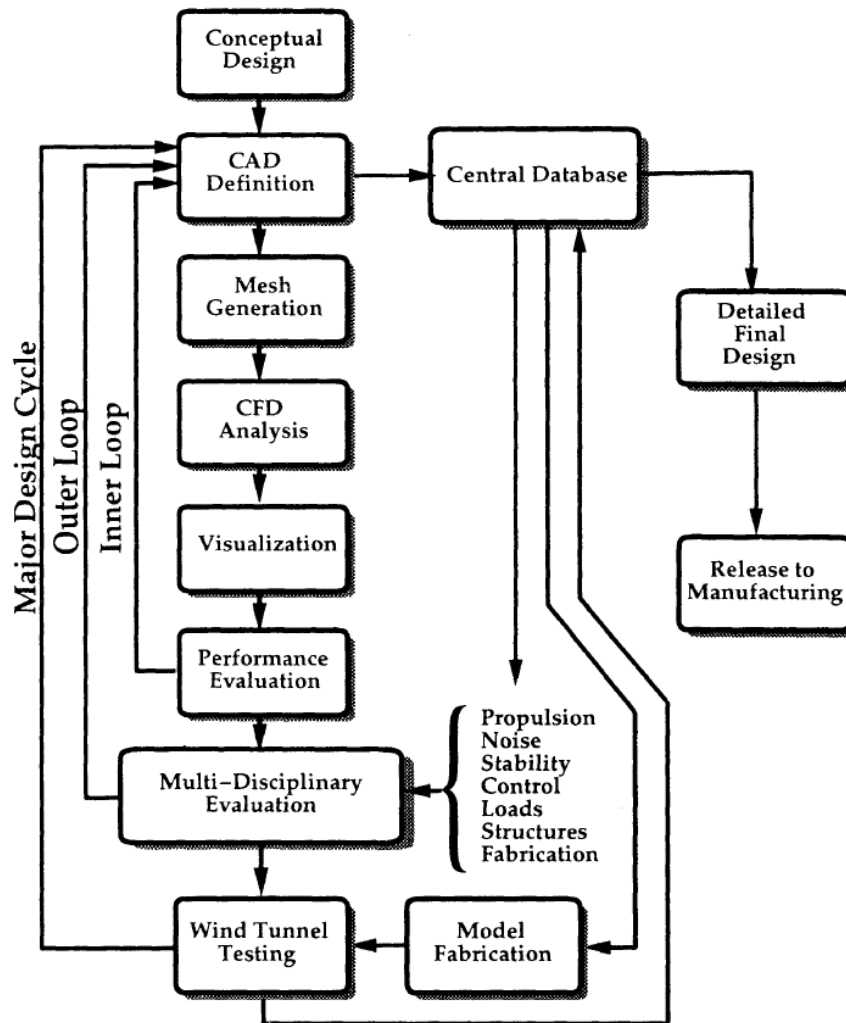 Conceptual
Design
CAD
Definition
Central Database
Mesh
Generation
Detailed
Final
Design
CFD
Analysis
Visualization
Release to
Manufacturing
Performance
Evaluation
Major Design Cycle
Outer Loop
Inner Loop
Multi-Disciplinary
Evaluation
Propulsion
Noise
Stability
Control
Loads
Structures
Fabrication
Wind Tunnel
Testing
Model
Fabrication